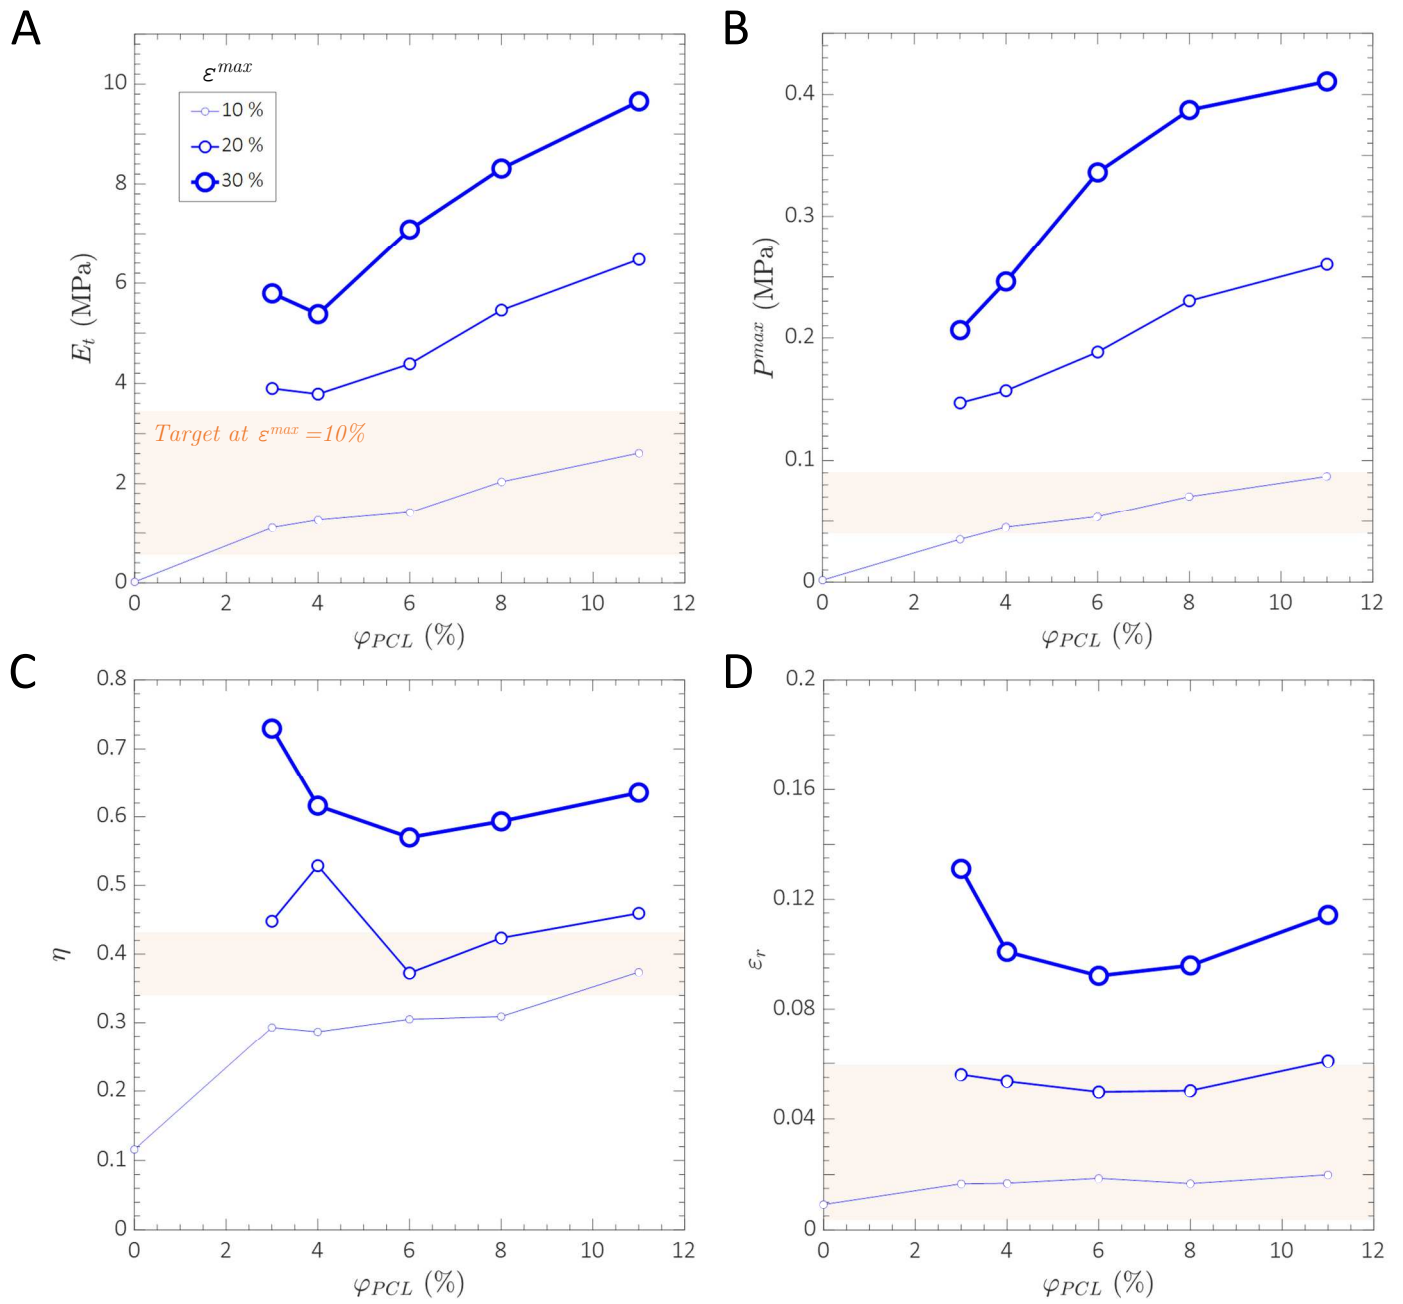 A
10
8
6
4
2
0
E_t (MPa)
ε^max
10 %
20 %
30 %
Target at ε^max =10%
0 2 4 6 8 10 12
φ_PCL (%)
B
0.4
0.3
0.2
0.1
0
P^max (MPa)
0 2 4 6 8 10 12
φ_PCL (%)
C
0.8
0.7
0.6
0.5
0.4
0.3
0.2
0.1
0
η
0 2 4 6 8 10 12
φ_PCL (%)
D
0.2
0.16
0.12
0.08
0.04
0
ε_r
0 2 4 6 8 10 12
φ_PCL (%)